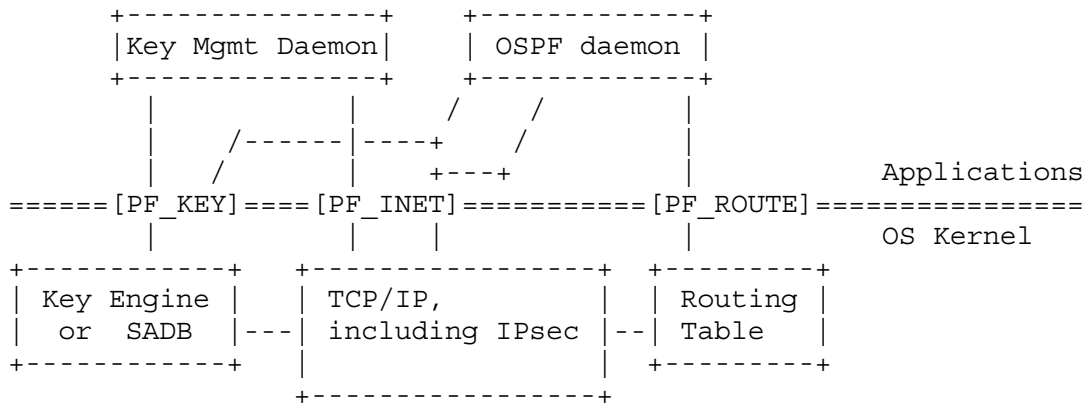 +---------------+     +-------------+
|Key Mgmt Daemon|     | OSPF daemon |
+---------------+     +-------------+
|           |     /    /        |
|    /------|----+    /         |
|   /       |    +---+          |           Applications
======[PF_KEY]====[PF_INET]===========[PF_ROUTE]================
|           |    |              |           OS Kernel
+------------+   +-----------------+  +---------+
| Key Engine |   | TCP/IP,         |  | Routing |
|  or  SADB  |---| including IPsec |--| Table   |
+------------+   |                 |  +---------+
+-----------------+